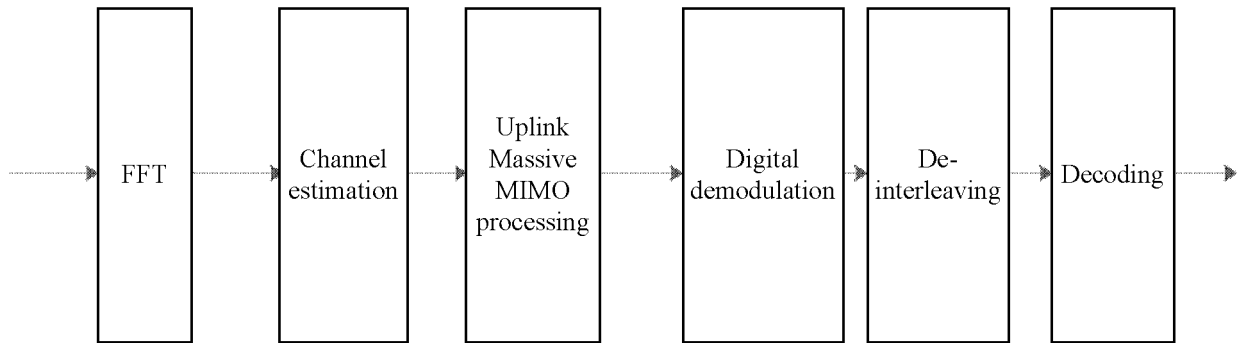 FFT
Channel
estimation
Uplink
Massive
MIMO
processing
Digital
demodulation
De-
interleaving
Decoding